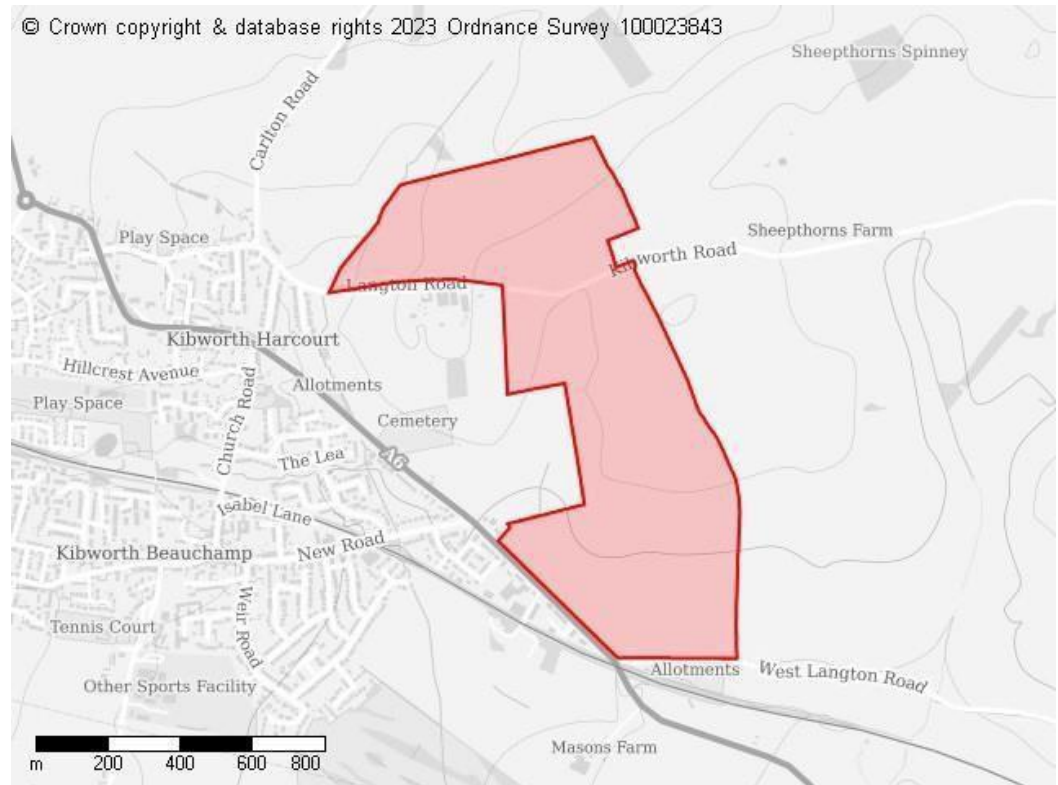 © Crown copyright & database rights 2023 Ordnance Survey 100023843
Sheepthorns Spinney
Carlton Road
Play Space
Sheepthorns Farm
Kibworth Road
Langton Road
Kibworth Harcourt
Hillcrest Avenue
Allotments
Play Space
Church Road
Cemetery
The Lea
A6
Isabel Lane
New Road
Kibworth Beauchamp
Weir Road
Tennis Court
Allotments
West Langton Road
Other Sports Facility
Masons Farm
m 200 400 600 800